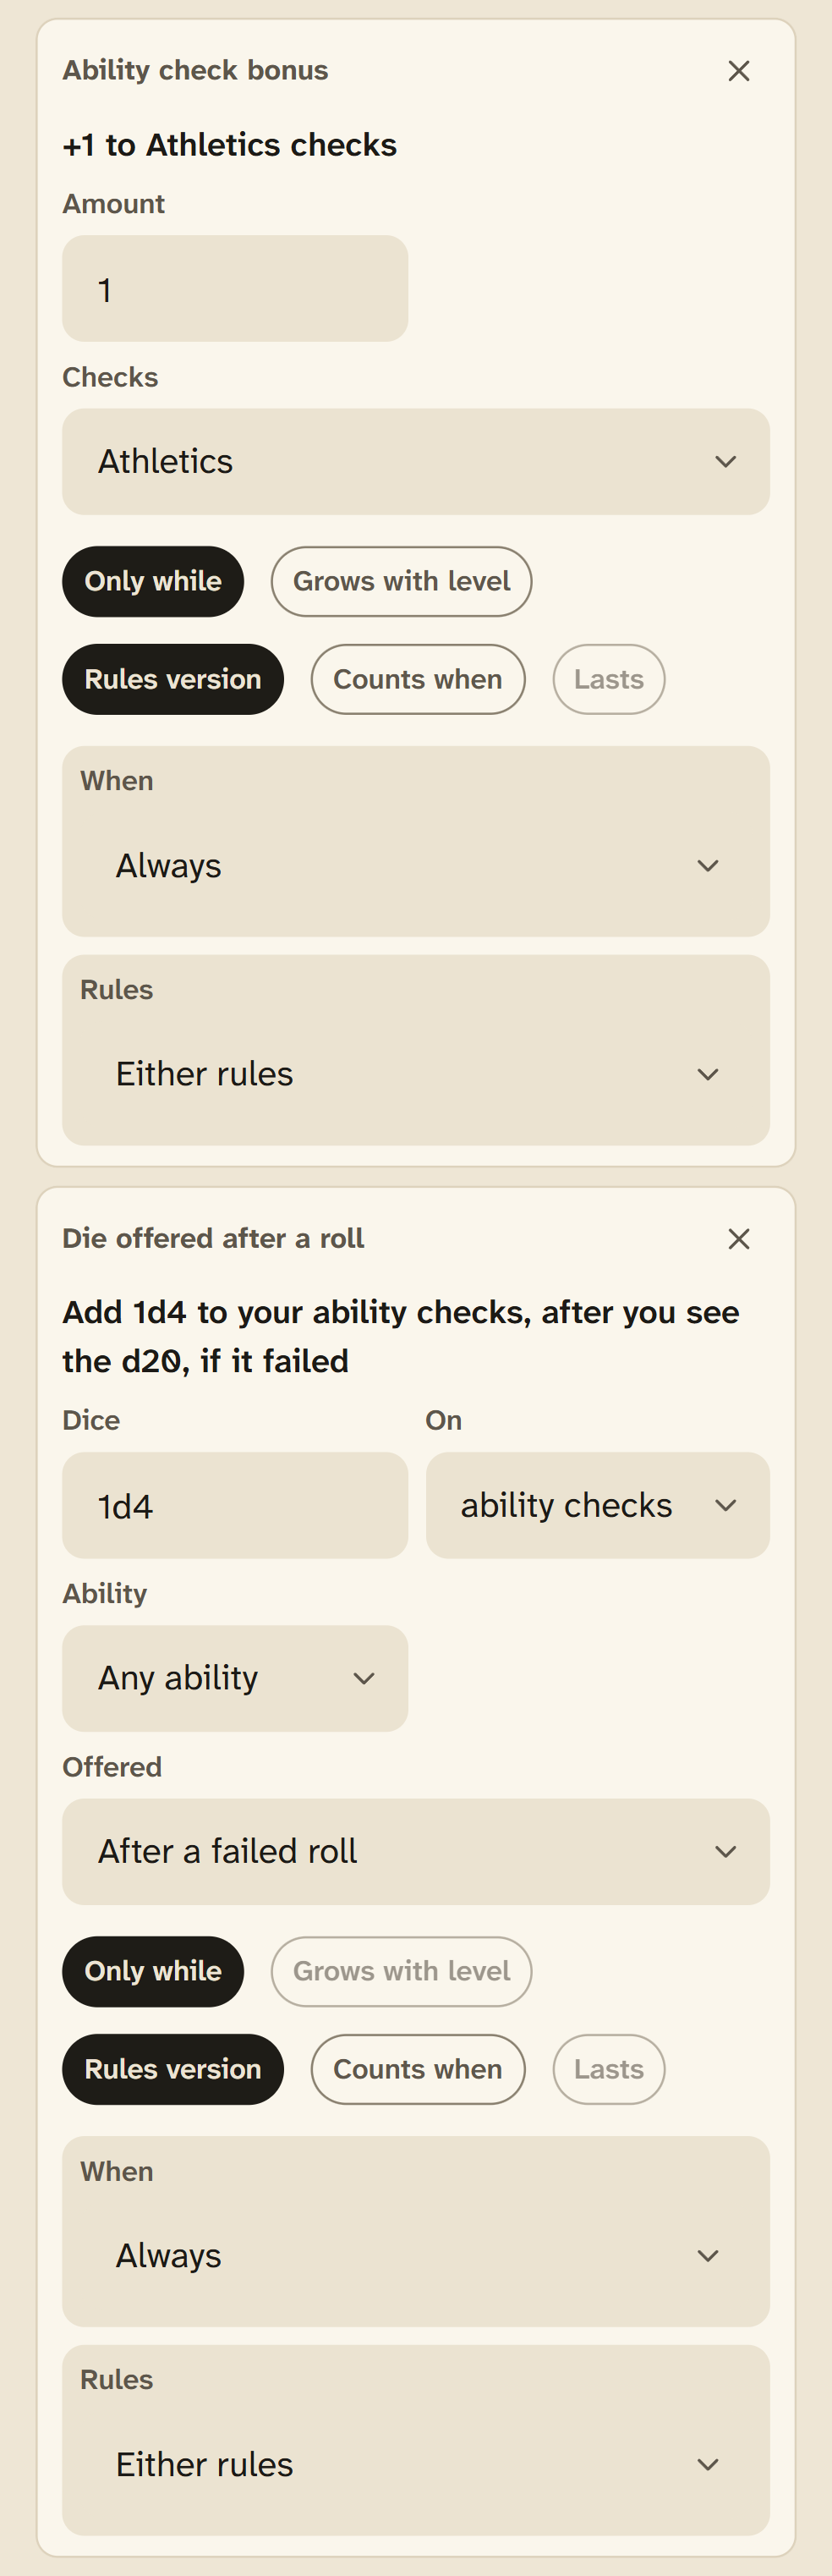 Ability check bonus
+1 to Athletics checks
Amount
1
Checks
Athletics
Only while
Grows with level
Rules version
Counts when
Lasts
When
Always
Rules
Either rules
Die offered after a roll
Add 1d4 to your ability checks, after you see
the d20, if it failed
Dice
On
1d4
ability checks
Ability
Any ability
Offered
After a failed roll
Only while
Grows with level
Rules version
Counts when
Lasts
When
Always
Rules
Either rules